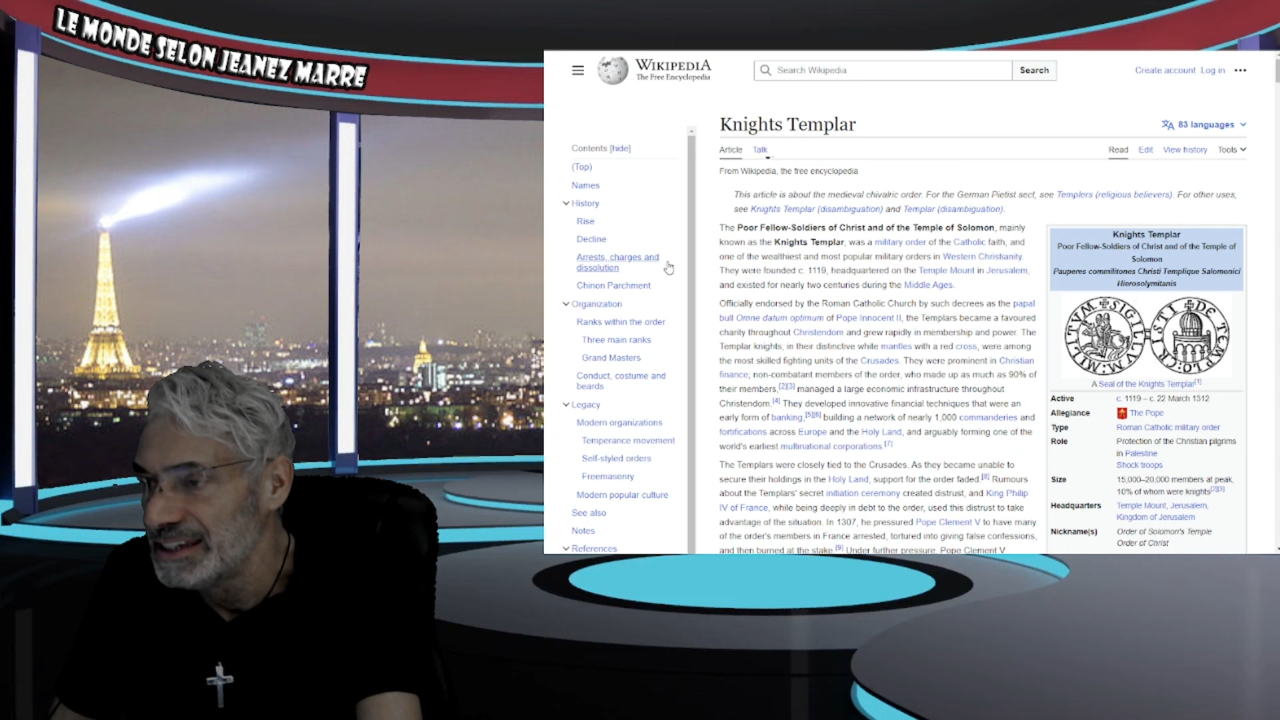 LE MONDE SELON JEANEZ MARRE
WIKIPEDIA
The Free Encyclopedia
Search Wikipedia
Search
Create account Log in
Contents [hide]
(Top)
Names
History
Rise
Decline
Arrests, charges and
dissolution
Chinon Parchment
Organization
Ranks within the order
Three main ranks
Grand Masters
Conduct, costume and
beards
Legacy
Modern organizations
Temperance movement
Self-styled orders
Freemasonry
Modern popular culture
See also
Notes
References
Knights Templar
83 languages
Article Talk
Read Edit View history Tools
From Wikipedia, the free encyclopedia
This article is about the medieval chivalric order. For the German Pietist sect, see Templers (religious believers). For other uses,
see Knights Templar (disambiguation) and Templar (disambiguation).
The Poor Fellow-Soldiers of Christ and of the Temple of Solomon, mainly
known as the Knights Templar, was a military order of the Catholic faith, and
one of the wealthiest and most popular military orders in Western Christianity.
They were founded c. 1119, headquartered on the Temple Mount in Jerusalem,
and existed for nearly two centuries during the Middle Ages.
Officially endorsed by the Roman Catholic Church by such decrees as the papal
bull Omne datum optimum of Pope Innocent II, the Templars became a favoured
charity throughout Christendom and grew rapidly in membership and power. The
Templar knights, in their distinctive white mantles with a red cross, were among
the most skilled fighting units of the Crusades. They were prominent in Christian
finance; non-combatant members of the order, who made up as much as 90% of
their members,[2][3] managed a large economic infrastructure throughout
Christendom.[4] They developed innovative financial techniques that were an
early form of banking,[5][6] building a network of nearly 1,000 commanderies and
fortifications across Europe and the Holy Land, and arguably forming one of the
world's earliest multinational corporations.[7]
The Templars were closely tied to the Crusades. As they became unable to
secure their holdings in the Holy Land, support for the order faded.[8] Rumours
about the Templars' secret initiation ceremony created distrust, and King Philip
IV of France, while being deeply in debt to the order, used this distrust to take
advantage of the situation. In 1307, he pressured Pope Clement V to have many
of the order's members in France arrested, tortured into giving false confessions,
and then burned at the stake.[9] Under further pressure, Pope Clement V
Knights Templar
Poor Fellow-Soldiers of Christ and of the Temple of
Solomon
Pauperes commilitones Christi Templique Salomonici
Hierosolymitanis
A Seal of the Knights Templar[1]
Active c. 1119 – c. 22 March 1312
Allegiance The Pope
Type Roman Catholic military order
Role Protection of the Christian pilgrims
in Palestine
Shock troops
Size 15,000–20,000 members at peak,
10% of whom were knights[2][3]
Headquarters Temple Mount, Jerusalem,
Kingdom of Jerusalem
Nickname(s) Order of Solomon's Temple
Order of Christ